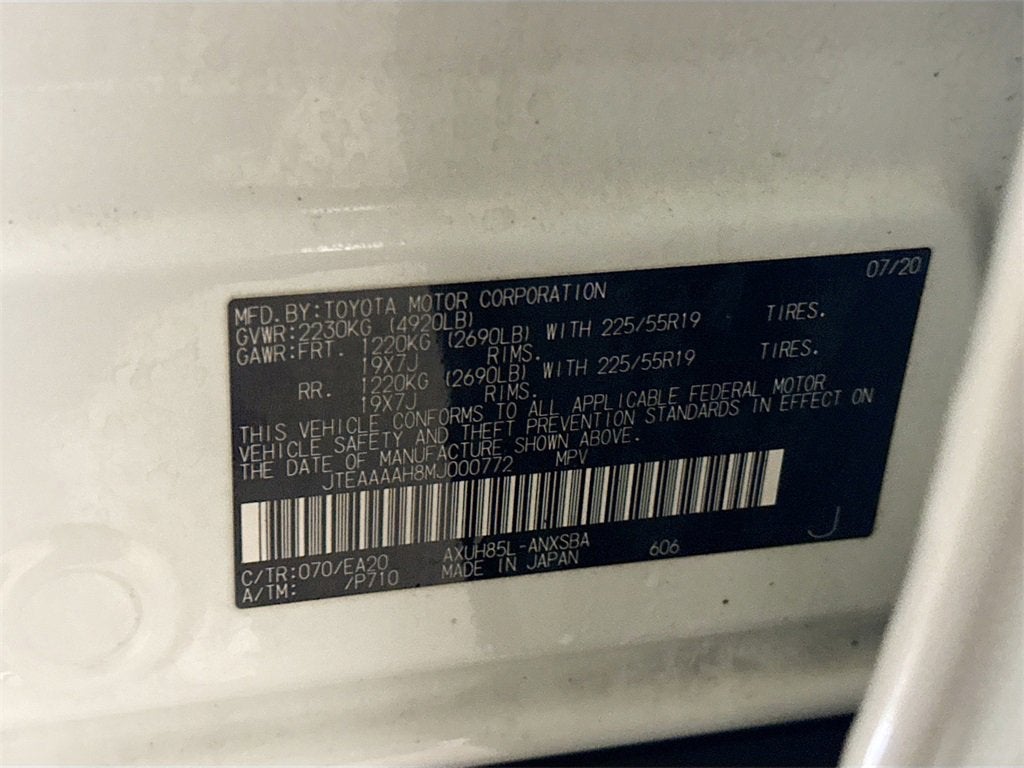 07/20
MFD.BY:TOYOTA MOTOR CORPORATION
GVWR:2230KG (4920LB)
GAWR:FRT. 1220KG (2690LB) WITH 225/55R19 TIRES.
19X7J RIMS.
RR. 1220KG (2690LB) WITH 225/55R19 TIRES.
19X7J RIMS.
THIS VEHICLE CONFORMS TO ALL APPLICABLE FEDERAL MOTOR
VEHICLE SAFETY AND THEFT PREVENTION STANDARDS IN EFFECT ON
THE DATE OF MANUFACTURE SHOWN ABOVE.
JTEAAAAH8MJ000772 MPV
C/TR:070/EA20 AXUH85L-ANXSBA 606 J
A/TM: /P710 MADE IN JAPAN